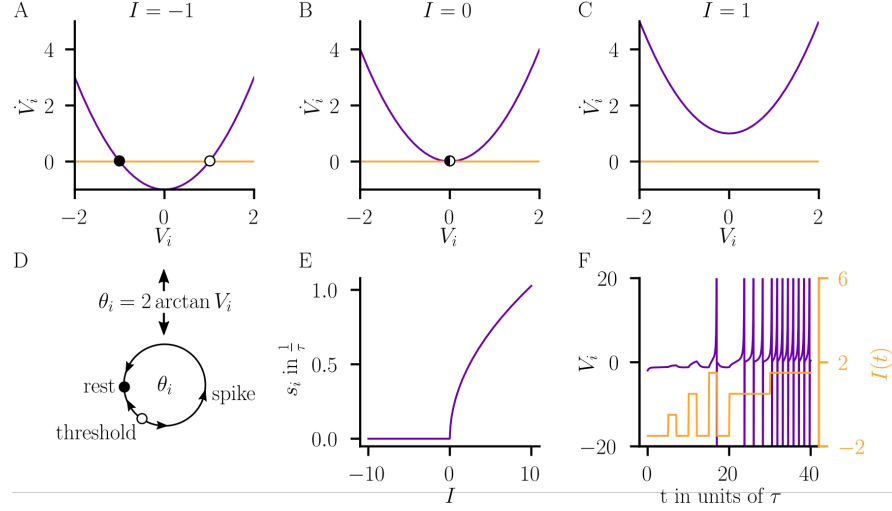 A
I = −1
V̇ᵢ
4
2
0
−2
0
2
Vᵢ
B
I = 0
V̇ᵢ
4
2
0
−2
0
2
Vᵢ
C
I = 1
V̇ᵢ
4
2
0
−2
0
2
Vᵢ
D
θᵢ = 2 arctan Vᵢ
rest
θᵢ
spike
threshold
E
sᵢ in 1/τ
1.0
0.5
0.0
−10
0
10
I
F
Vᵢ
20
0
−20
6
2
−2
I(t)
0
20
40
t in units of τ